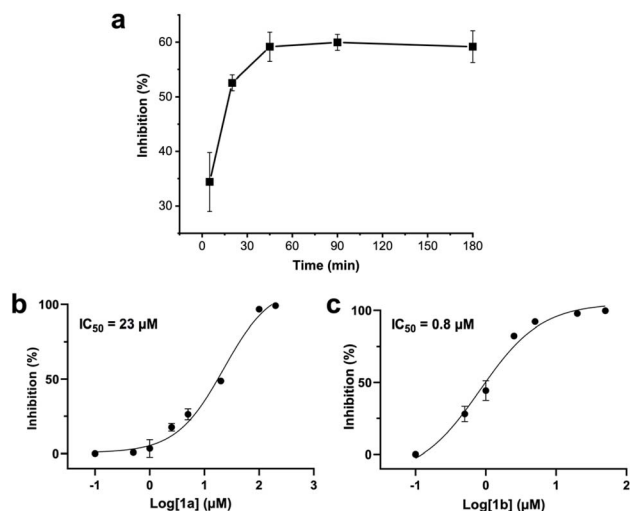 a
Inhibition (%)
60
50
40
30
0
30
60
90
120
150
180
Time (min)
b
IC50 = 23 μM
Inhibition (%)
100
50
0
-1
0
1
2
3
Log[1a] (μM)
c
IC50 = 0.8 μM
Inhibition (%)
100
50
0
-1
0
1
2
Log[1b] (μM)